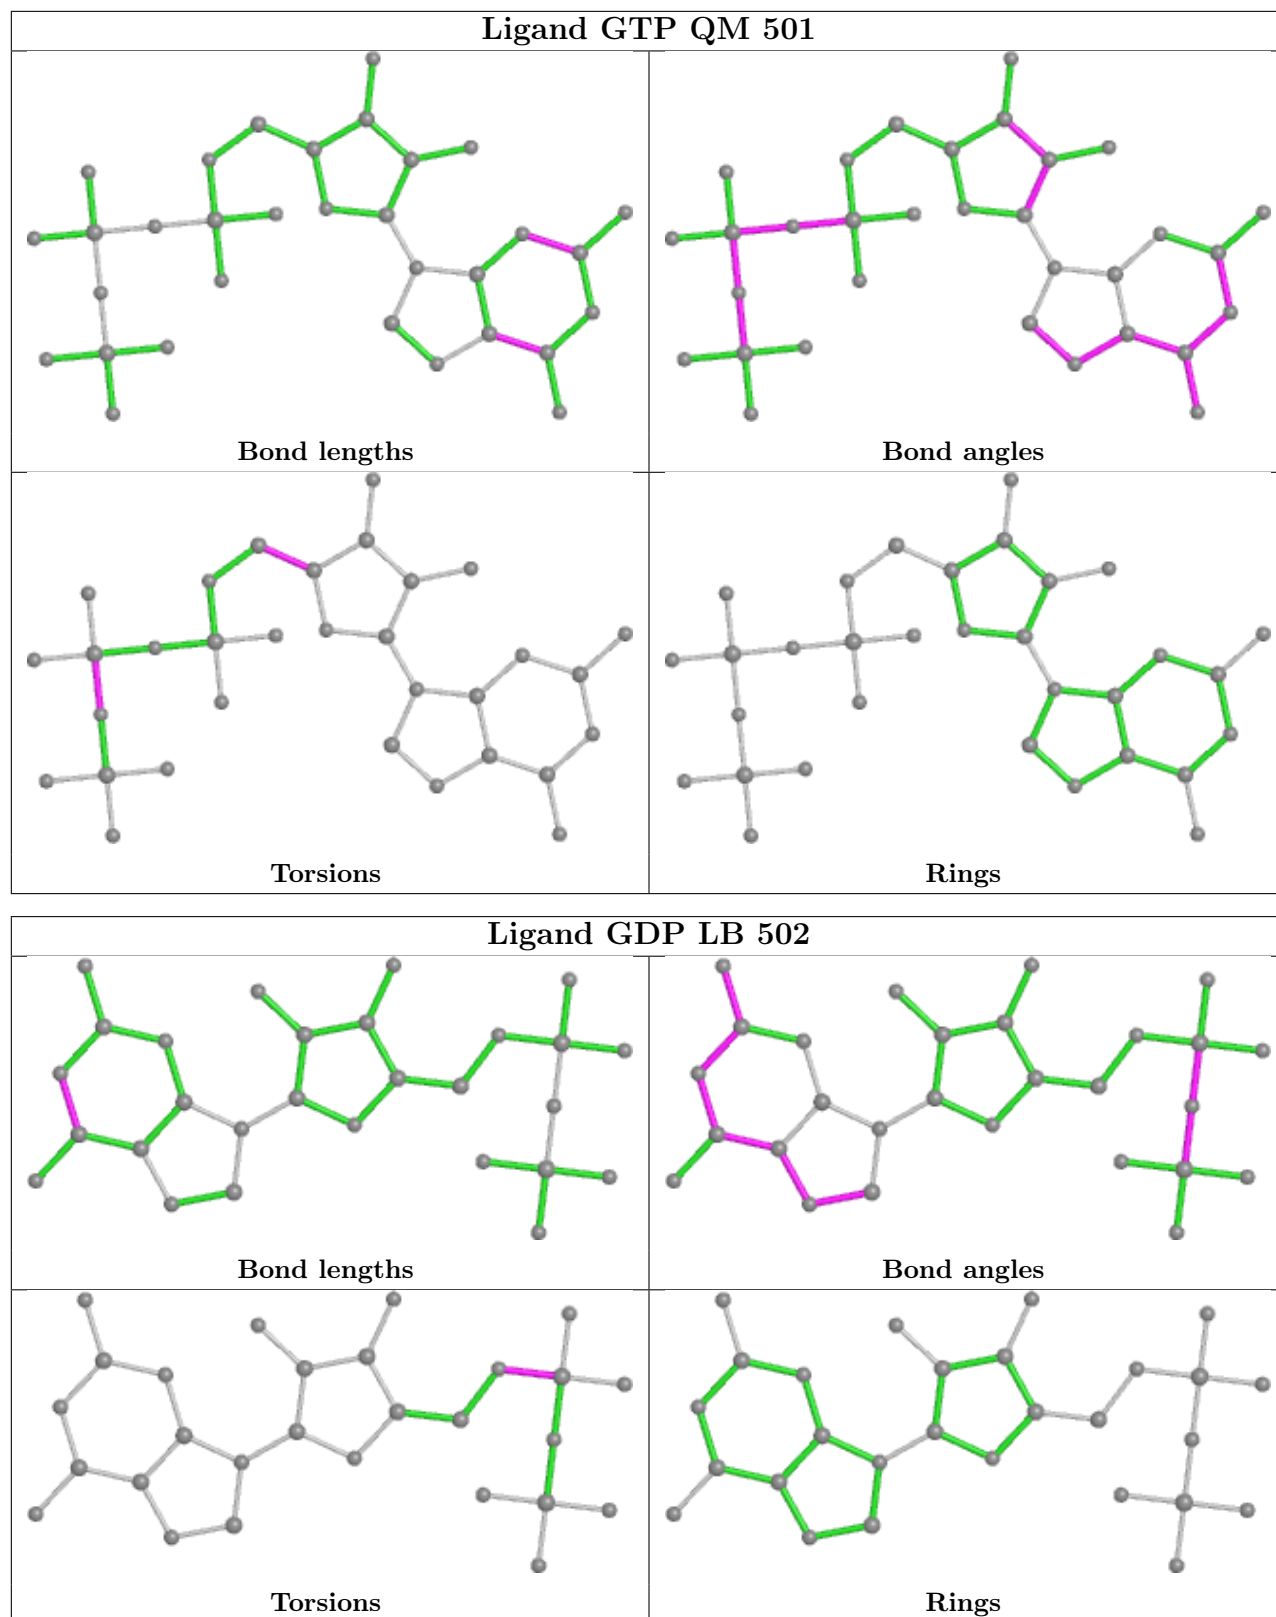 Ligand GTP QM 501
Bond lengths
Bond angles
Torsions
Rings
Ligand GDP LB 502
Bond lengths
Bond angles
Torsions
Rings